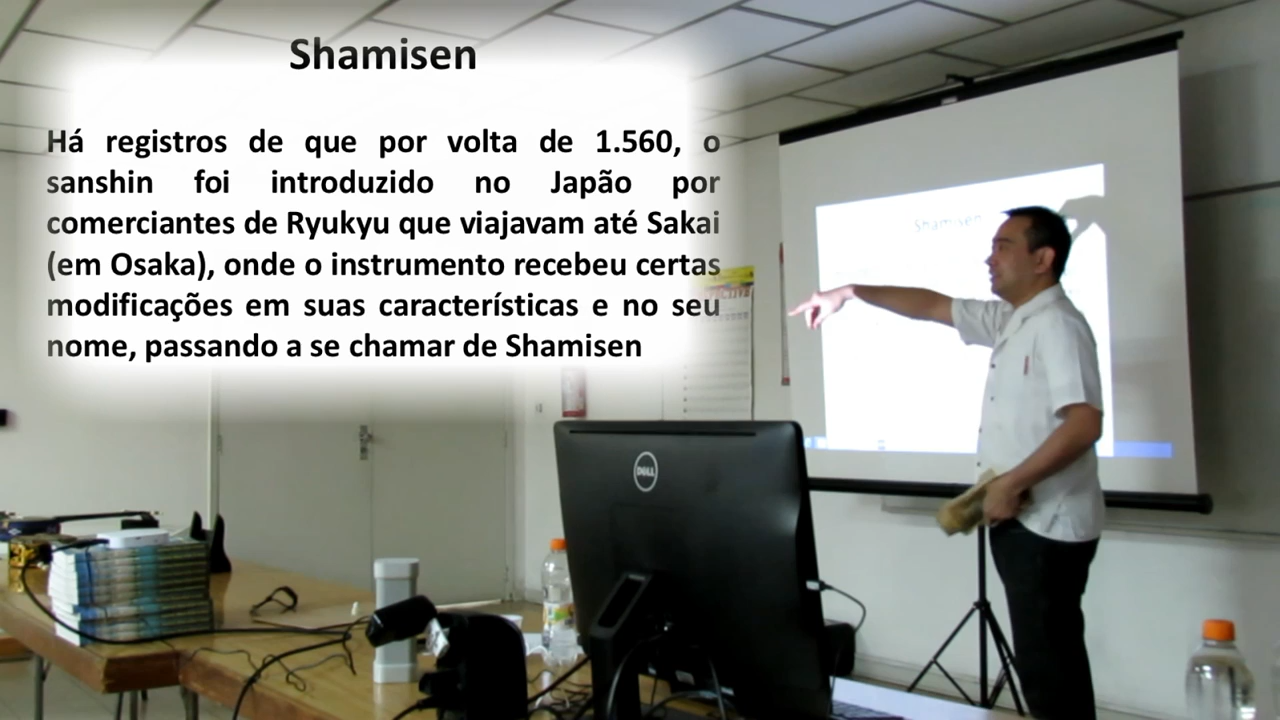 Shamisen
Há registros de que por volta de 1.560, o
sanshin foi introduzido no Japão por
comerciantes de Ryukyu que viajavam até Sakai
(em Osaka), onde o instrumento recebeu certas
modificações em suas características e no seu
nome, passando a se chamar de Shamisen
Shamisen
DELL